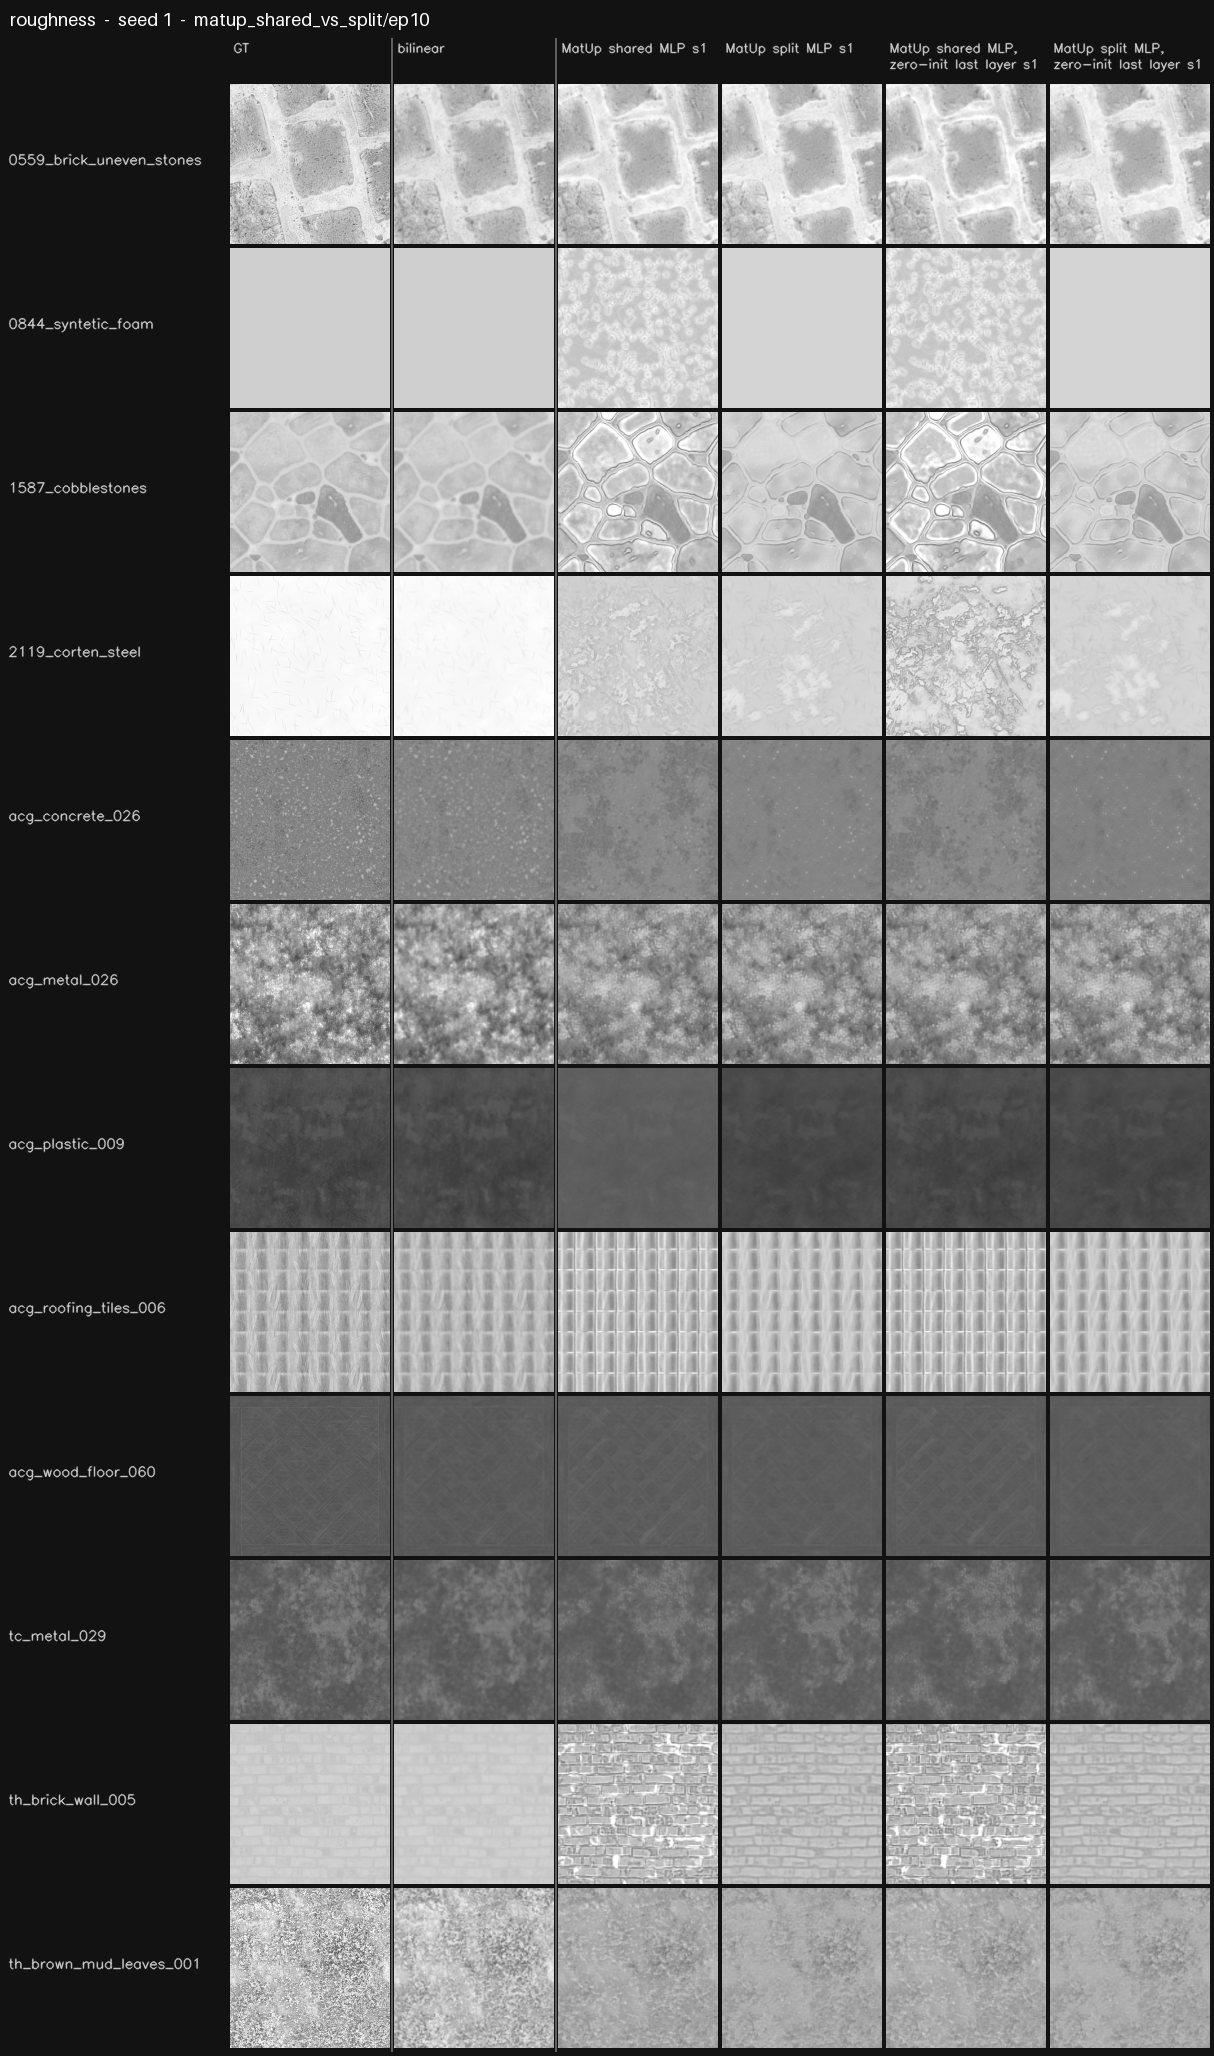 roughness - seed 1 - matup_shared_vs_split/ep10
GT
bilinear
MatUp shared MLP s1
MatUp split MLP s1
MatUp shared MLP,
zero-init last layer s1
MatUp split MLP,
zero-init last layer s1
0559_brick_uneven_stones
0844_syntetic_foam
1587_cobblestones
2119_corten_steel
acg_concrete_026
acg_metal_026
acg_plastic_009
acg_roofing_tiles_006
acg_wood_floor_060
tc_metal_029
th_brick_wall_005
th_brown_mud_leaves_001